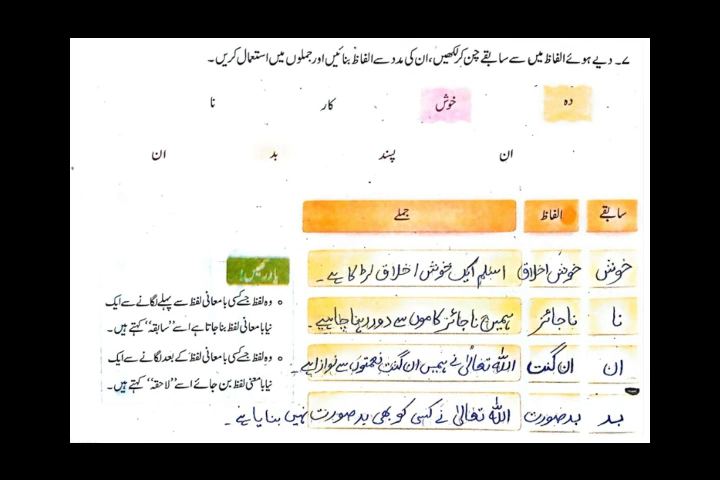 ۷۔ دیے ہوئے الفاظ میں سے سابقے چن کر لکھیں، ان کی مدد سے الفاظ بنائیں اور جملوں میں استعمال کریں۔
دہ خوش کار نا
ان پسند بد ان
سابقے الفاظ جملے
خوش خوش اخلاق اسلم ایک خوش اخلاق لڑکا ہے۔
نا ناجائز ہمیں ناجائز کاموں سے دور رہنا چاہیے۔
ان ان گنت اللہ تعالیٰ نے ہمیں ان گنت نعمتوں سے نوازا ہے۔
بد بدصورت اللہ تعالیٰ نے کسی کو بھی بدصورت نہیں بنایا ہے۔
یاد رکھیں!
وہ لفظ جسے کسی بامعانی لفظ سے پہلے لگانے سے ایک
نیا بامعانی لفظ بنا جاتا ہے اسے ”سابقہ“ کہتے ہیں۔
وہ لفظ جسے کسی بامعانی لفظ کے بعد لگانے سے ایک
نیا بامعنی لفظ بن جائے اسے ”لاحقہ“ کہتے ہیں۔